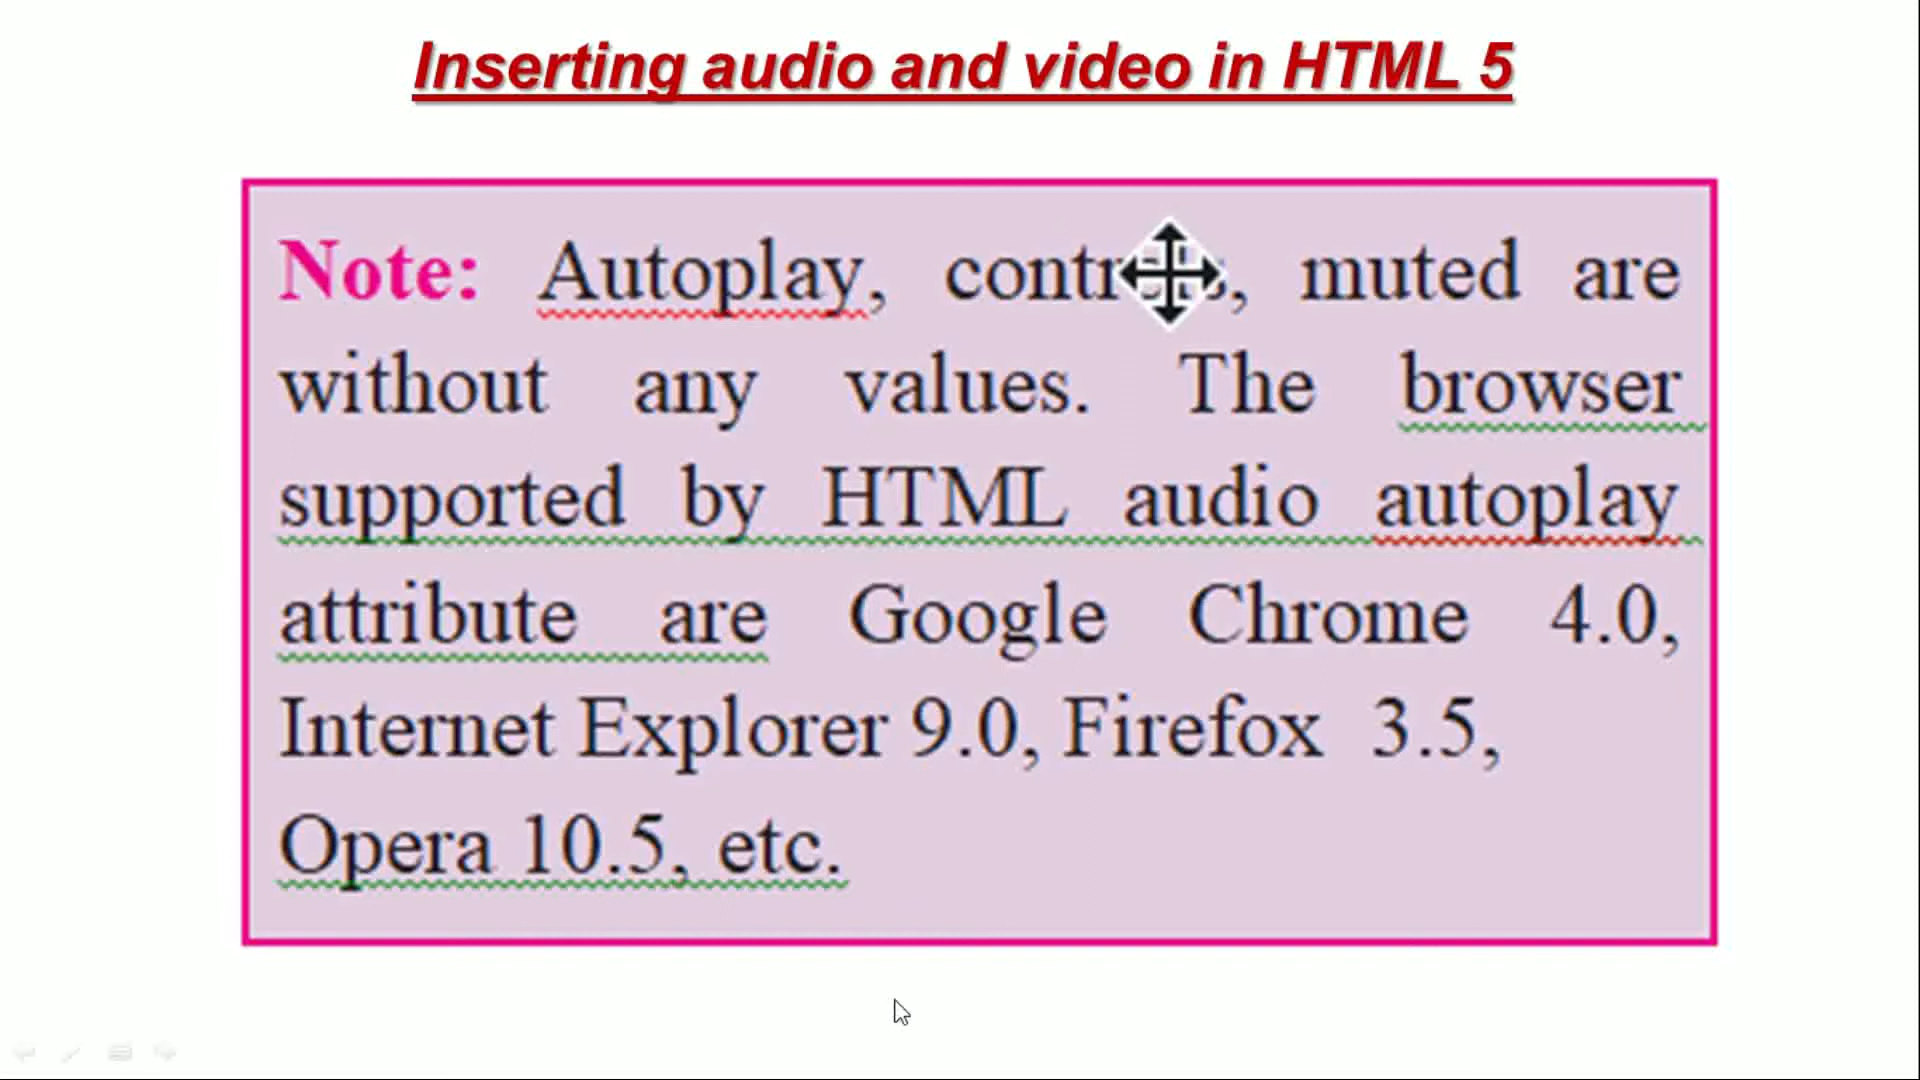 Inserting audio and video in HTML 5
Note: Autoplay, controls, muted are
without any values. The browser
supported by HTML audio autoplay
attribute are Google Chrome 4.0,
Internet Explorer 9.0, Firefox 3.5,
Opera 10.5, etc.